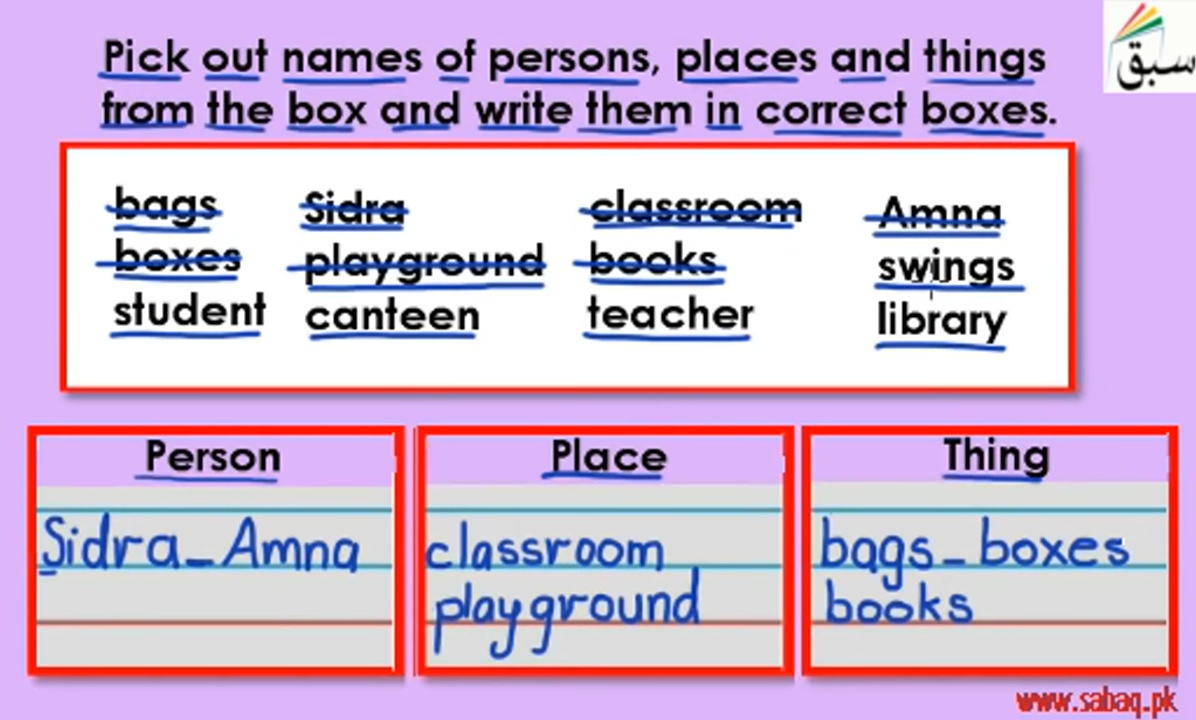 Pick out names of persons, places and things
سبق
from the box and write them in correct boxes.
bags Sidra classroom Amna
boxes playground books swings
student canteen teacher library
Person Place Thing
Sidra_Amna classroom bags_boxes
playground books
www.sabaq.pk